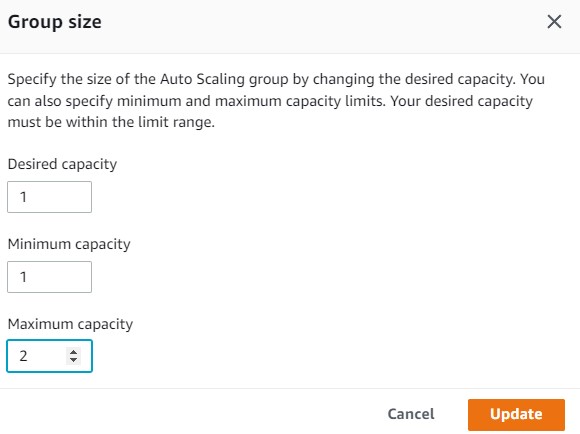 Group size
Specify the size of the Auto Scaling group by changing the desired capacity. You
can also specify minimum and maximum capacity limits. Your desired capacity
must be within the limit range.
Desired capacity
1
Minimum capacity
1
Maximum capacity
2
Cancel Update